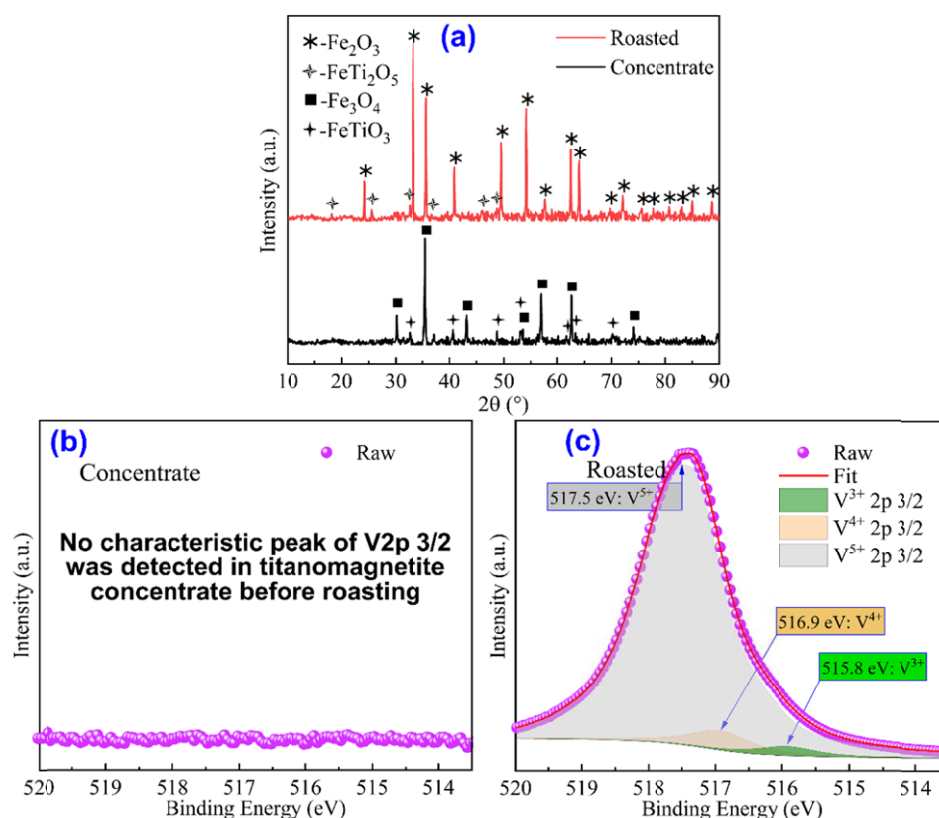 (a)
-Fe₂O₃
-FeTi₂O₅
-Fe₃O₄
-FeTiO₃
Roasted
Concentrate
Intensity (a.u.)
10 20 30 40 50 60 70 80 90
2θ (°)
(b)
Raw
Concentrate
No characteristic peak of V2p 3/2
was detected in titanomagnetite
concentrate before roasting
Intensity (a.u.)
520 519 518 517 516 515 514
Binding Energy (eV)
(c)
Raw
Fit
V³⁺ 2p 3/2
V⁴⁺ 2p 3/2
V⁵⁺ 2p 3/2
Roasted
517.5 eV: V⁵⁺
516.9 eV: V⁴⁺
515.8 eV: V³⁺
Intensity (a.u.)
520 519 518 517 516 515 514
Binding Energy (eV)